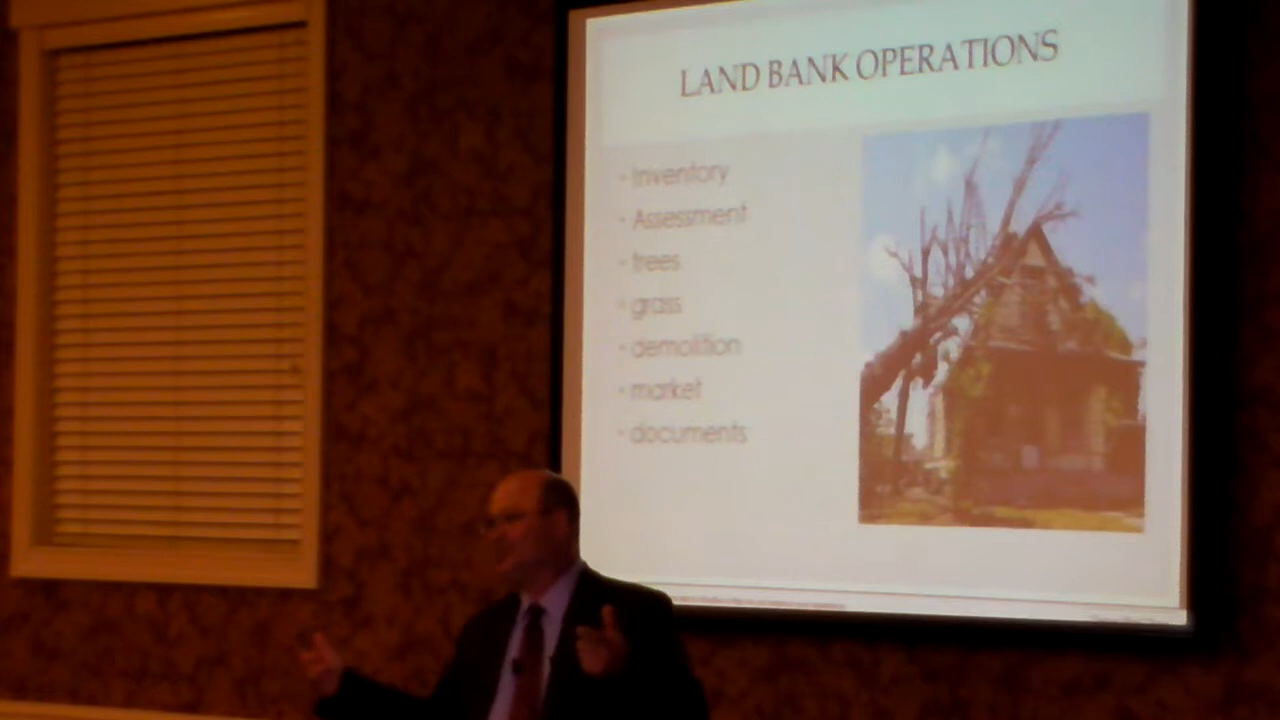 LAND BANK OPERATIONS
• Inventory
• Assessment
• trees
• grass
• demolition
• market
• documents